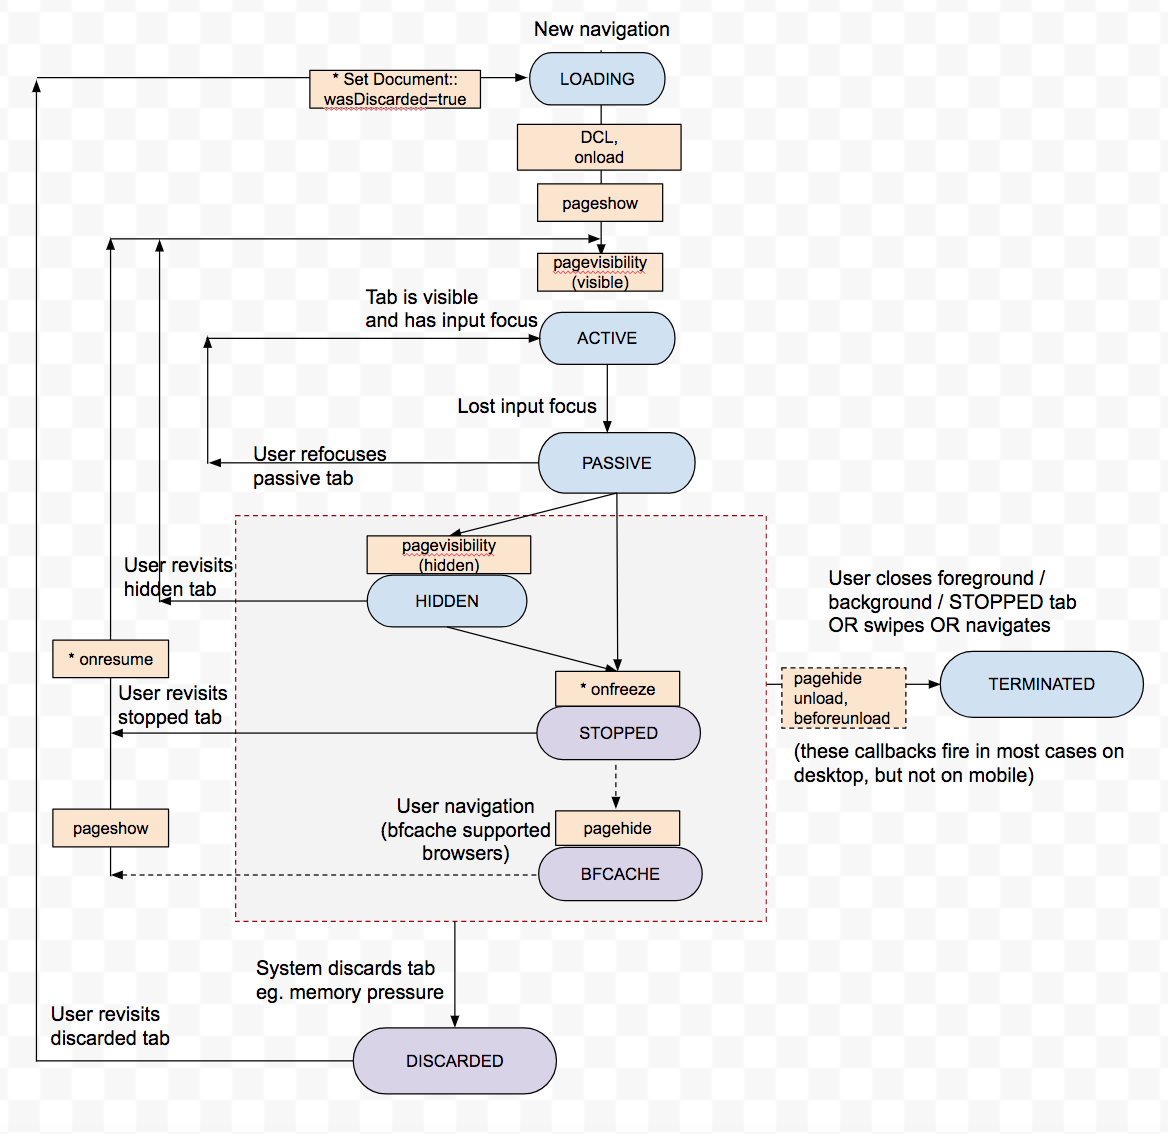 New navigation
* Set Document::
wasDiscarded=true
LOADING
DCL,
onload
pageshow
pagevisibility
(visible)
Tab is visible
and has input focus
ACTIVE
Lost input focus
User refocuses
passive tab
PASSIVE
pagevisibility
(hidden)
User revisits
hidden tab
HIDDEN
User closes foreground /
background / STOPPED tab
OR swipes OR navigates
* onresume
* onfreeze
pagehide
unload,
beforeunload
TERMINATED
User revisits
stopped tab
STOPPED
(these callbacks fire in most cases on
desktop, but not on mobile)
User navigation
(bfcache supported
browsers)
pageshow
pagehide
BFCACHE
System discards tab
eg. memory pressure
User revisits
discarded tab
DISCARDED